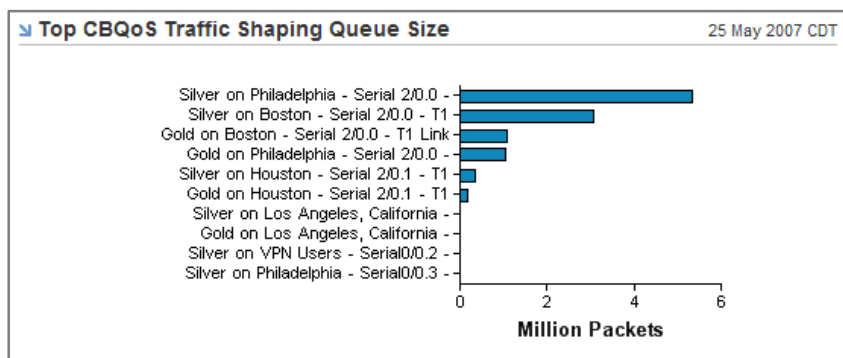 Top CBQoS Traffic Shaping Queue Size 25 May 2007 CDT
Silver on Philadelphia - Serial 2/0.0 -
Silver on Boston - Serial 2/0.0 - T1
Gold on Boston - Serial 2/0.0 - T1 Link
Gold on Philadelphia - Serial 2/0.0 -
Silver on Houston - Serial 2/0.1 - T1
Gold on Houston - Serial 2/0.1 - T1
Silver on Los Angeles, California -
Gold on Los Angeles, California -
Silver on VPN Users - Serial0/0.2 -
Silver on Philadelphia - Serial0/0.3 -
0 2 4 6
Million Packets